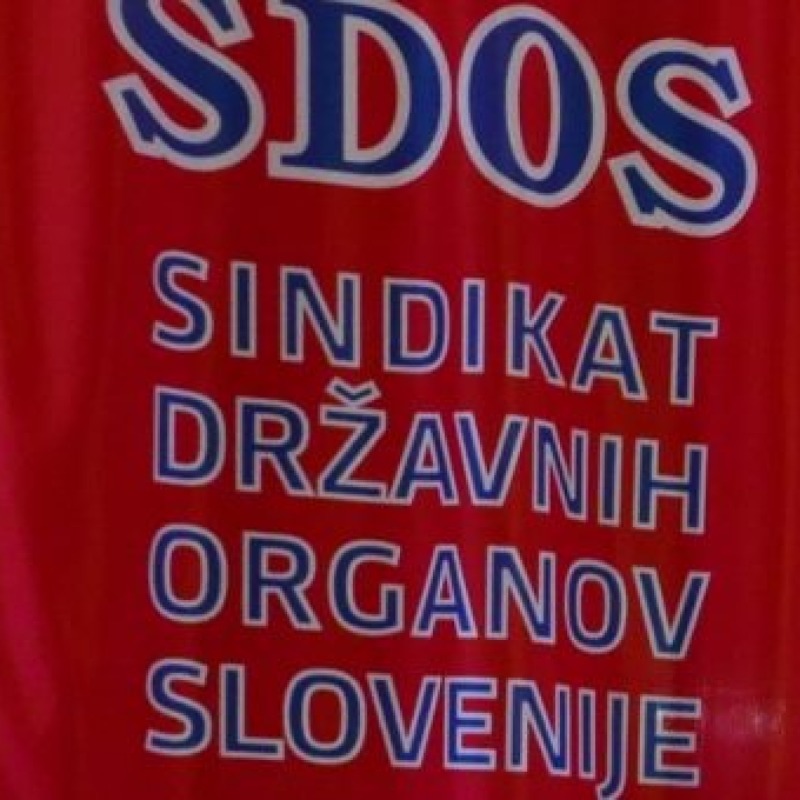 SDOS
SINDIKAT
DRŽAVNIH
ORGANOV
SLOVENIJE